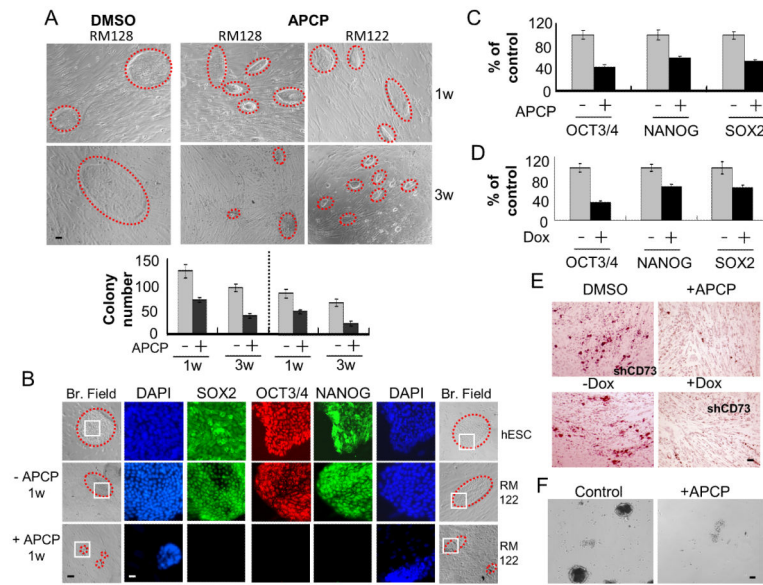 A
DMSO
APCP
RM128
RM128
RM122
1w
3w
Colony number
150
100
50
0
APCP
- + - + - + - +
1w 3w 1w 3w
B
Br. Field DAPI SOX2 OCT3/4 NANOG DAPI Br. Field
hESC
- APCP
1w
RM
122
+ APCP
1w
RM
122
C
% of control
120
80
40
0
APCP - + - + - +
OCT3/4 NANOG SOX2
D
% of control
120
80
40
0
Dox - + - + - +
OCT3/4 NANOG SOX2
E
DMSO +APCP
shCD73
-Dox +Dox
shCD73
F
Control +APCP